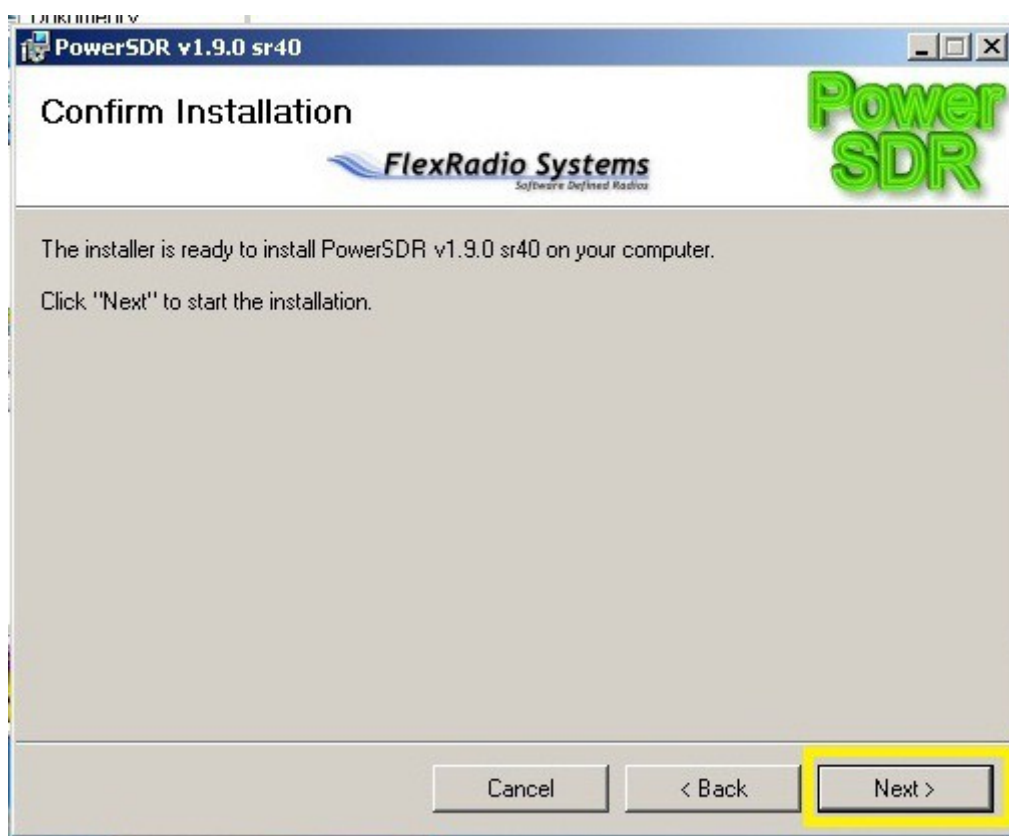 Dokumenty
PowerSDR v1.9.0 sr40
Confirm Installation
Power
SDR
FlexRadio Systems
Software Defined Radios
The installer is ready to install PowerSDR v1.9.0 sr40 on your computer.
Click "Next" to start the installation.
Cancel
< Back
Next >